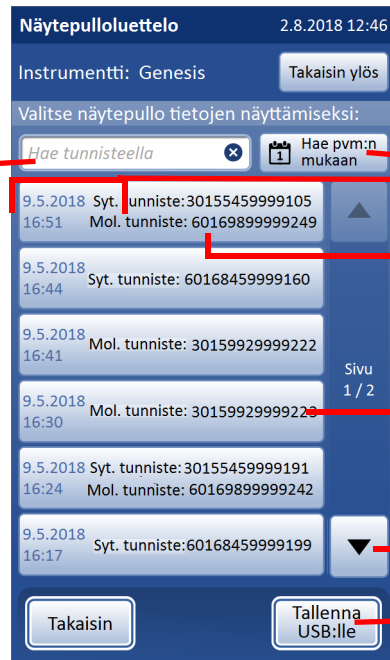 Näytepulloluettelo 2.8.2018 12:46
Instrumentti: Genesis Takaisin ylös
Valitse näytepullo tietojen näyttämiseksi:
Hae tunnisteella
Hae pvm:n
mukaan
1
9.5.2018 Syt. tunniste:30155459999105
16:51 Mol. tunniste: 60169899999249
9.5.2018
16:44 Syt. tunniste: 60168459999160
9.5.2018
16:41 Mol. tunniste: 30159929999222
Sivu
1 / 2
9.5.2018
16:30 Mol. tunniste: 30159929999223
9.5.2018 Syt. tunniste:30155459999191
16:24 Mol. tunniste: 60169899999242
9.5.2018
16:17 Syt. tunniste:60168459999199
Takaisin
Tallenna
USB:lle